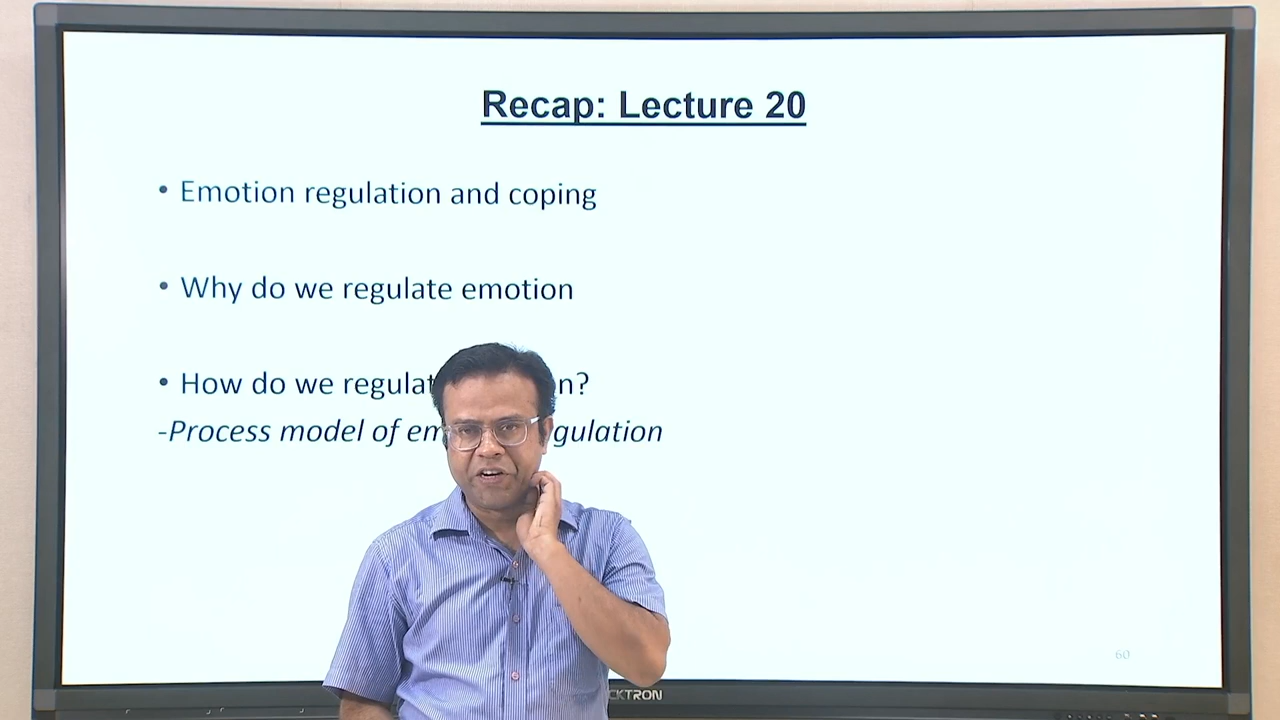 Recap: Lecture 20
• Emotion regulation and coping
• Why do we regulate emotion
• How do we regulat n?
-Process model of em gulation
60
CKTRON